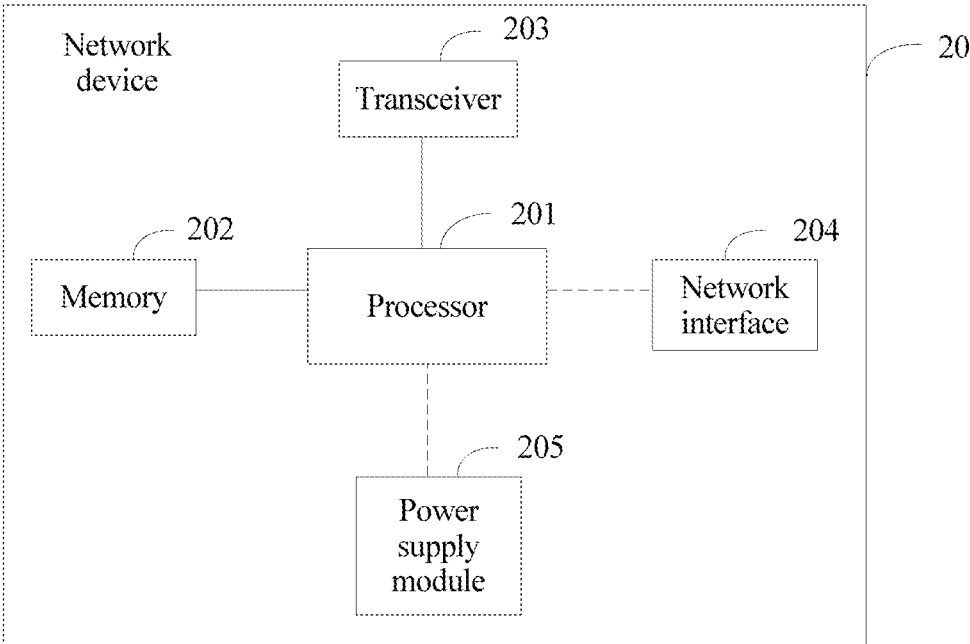 Network
device
20
203
Transceiver
201
Processor
202
Memory
204
Network
interface
205
Power
supply
module